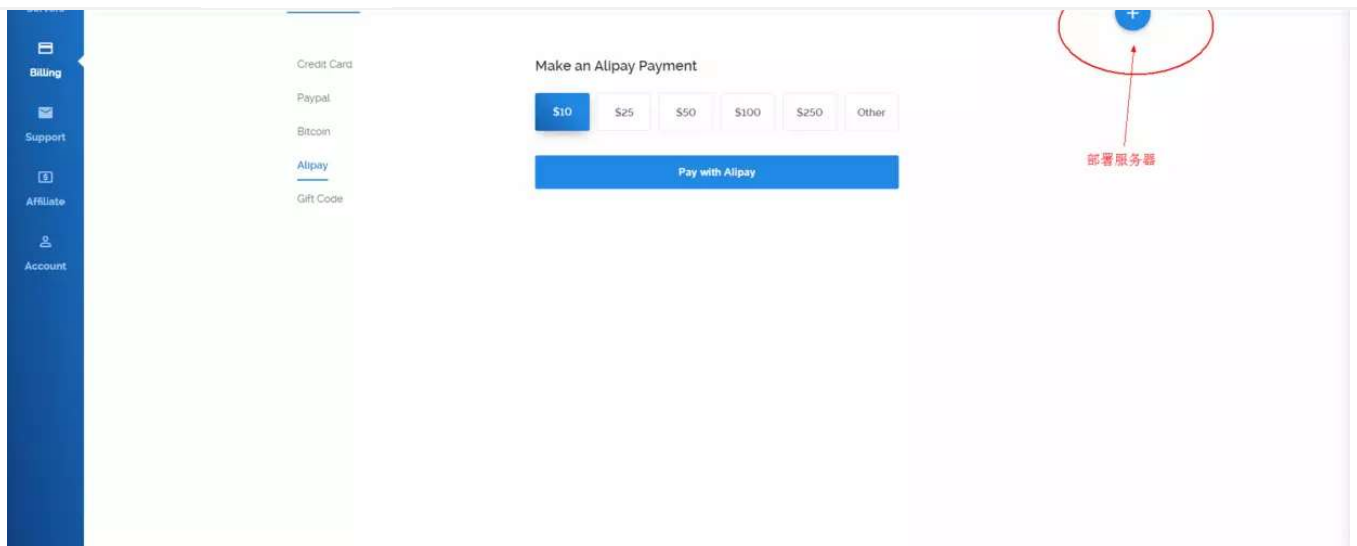 Billing
Support
Affiliate
Account
Credit Card
Paypal
Bitcoin
Alipay
Gift Code
Make an Alipay Payment
$10 $25 $50 $100 $250 Other
Pay with Alipay
部署服务器